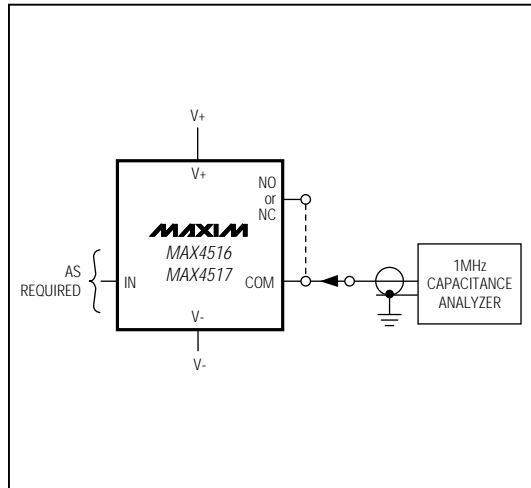 V+
V+
NO
or
NC
MAXIM
MAX4516
MAX4517
AS
REQUIRED
IN
COM
1MHz
CAPACITANCE
ANALYZER
V-
V-